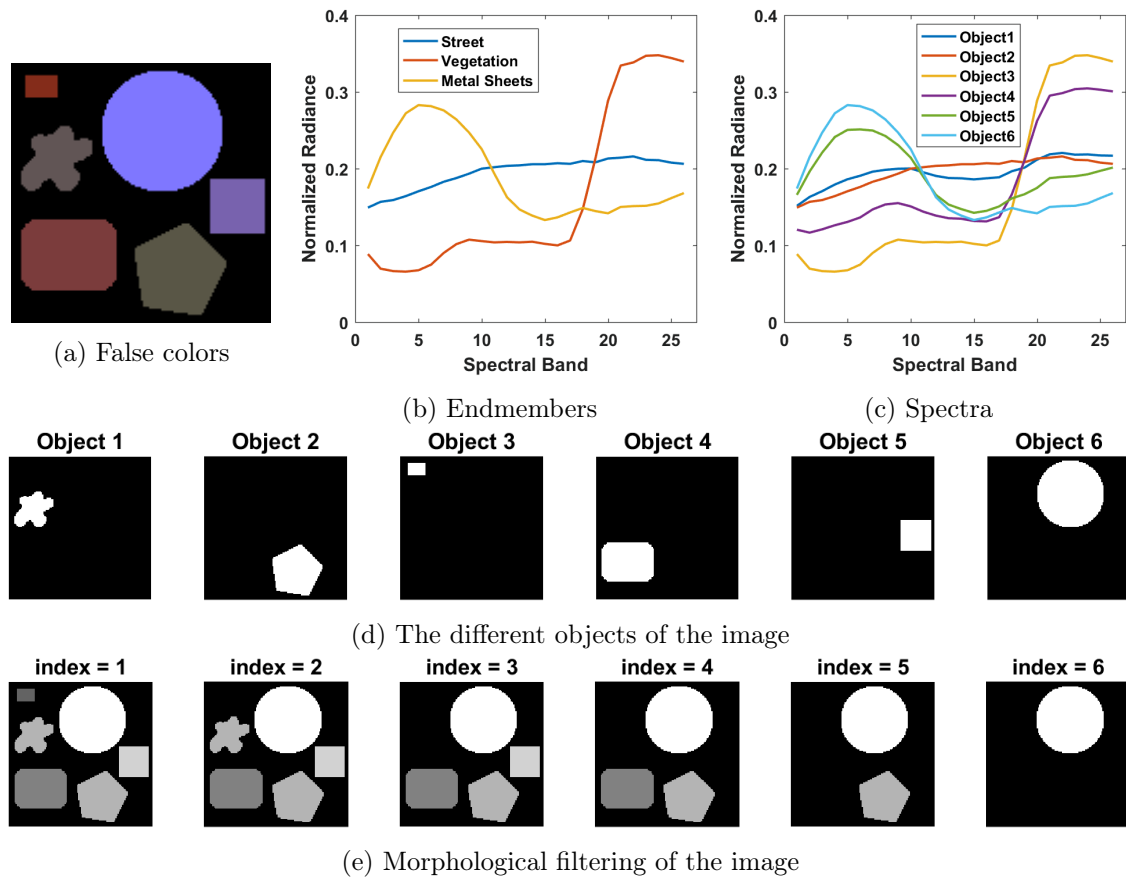 0.4
0.3
0.2
0.1
0
Normalized Radiance
Street
Vegetation
Metal Sheets
0 5 10 15 20 25
Spectral Band
0.4
0.3
0.2
0.1
0
Normalized Radiance
Object1
Object2
Object3
Object4
Object5
Object6
0 5 10 15 20 25
Spectral Band
(a) False colors
(b) Endmembers
(c) Spectra
Object 1 Object 2 Object 3 Object 4 Object 5 Object 6
(d) The different objects of the image
index = 1 index = 2 index = 3 index = 4 index = 5 index = 6
(e) Morphological filtering of the image